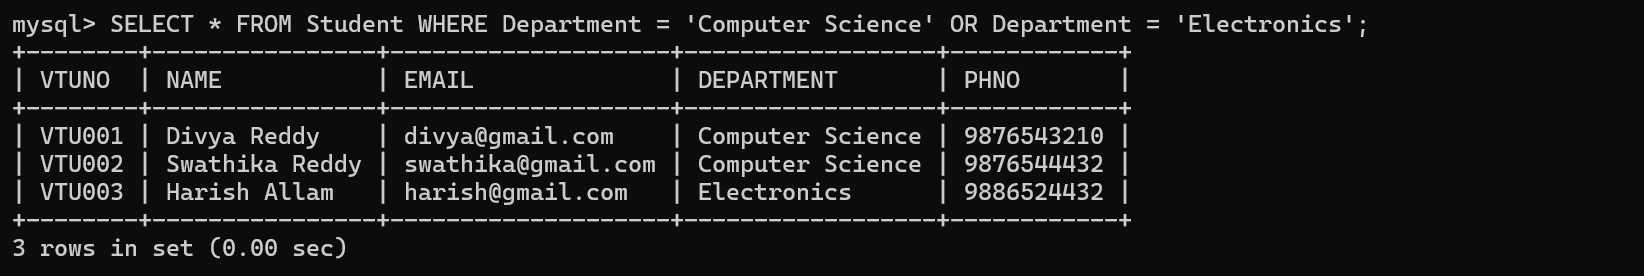 mysql> SELECT * FROM Student WHERE Department = 'Computer Science' OR Department = 'Electronics';
+--------+----------------+--------------------+------------------+------------+
| VTUNO  | NAME           | EMAIL              | DEPARTMENT       | PHNO       |
+--------+----------------+--------------------+------------------+------------+
| VTU001 | Divya Reddy    | divya@gmail.com    | Computer Science | 9876543210 |
| VTU002 | Swathika Reddy | swathika@gmail.com | Computer Science | 9876544432 |
| VTU003 | Harish Allam   | harish@gmail.com   | Electronics      | 9886524432 |
+--------+----------------+--------------------+------------------+------------+
3 rows in set (0.00 sec)